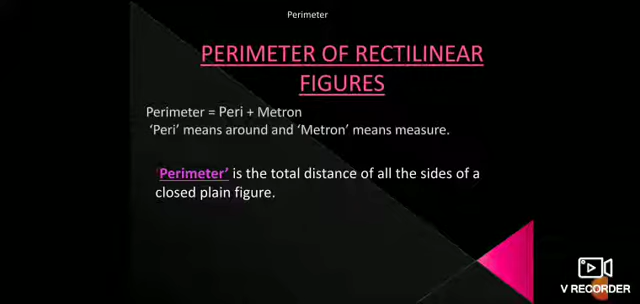 Perimeter
PERIMETER OF RECTILINEAR
FIGURES
Perimeter = Peri + Metron
'Peri' means around and 'Metron' means measure.
'Perimeter' is the total distance of all the sides of a
closed plain figure.
V RECORDER